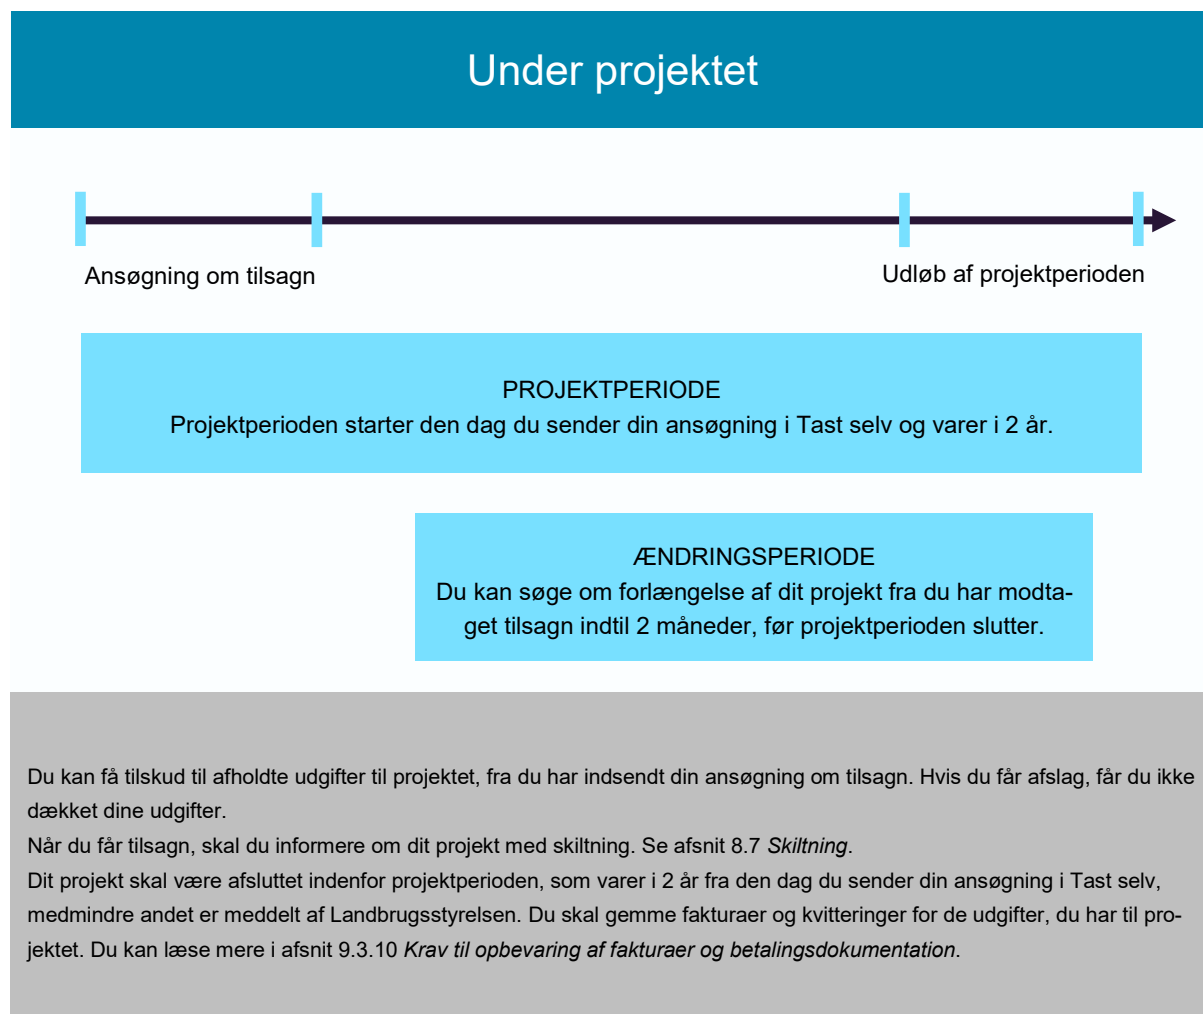 Under projektet
Ansøgning om tilsagn
Udløb af projektperioden
PROJEKTPERIODE
Projektperioden starter den dag du sender din ansøgning i Tast selv og varer i 2 år.
ÆNDRINGSPERIODE
Du kan søge om forlængelse af dit projekt fra du har modta-
get tilsagn indtil 2 måneder, før projektperioden slutter.
Du kan få tilskud til afholdte udgifter til projektet, fra du har indsendt din ansøgning om tilsagn. Hvis du får afslag, får du ikke
dækket dine udgifter.
Når du får tilsagn, skal du informere om dit projekt med skiltning. Se afsnit 8.7 Skiltning.
Dit projekt skal være afsluttet indenfor projektperioden, som varer i 2 år fra den dag du sender din ansøgning i Tast selv,
medmindre andet er meddelt af Landbrugsstyrelsen. Du skal gemme fakturaer og kvitteringer for de udgifter, du har til pro-
jektet. Du kan læse mere i afsnit 9.3.10 Krav til opbevaring af fakturaer og betalingsdokumentation.